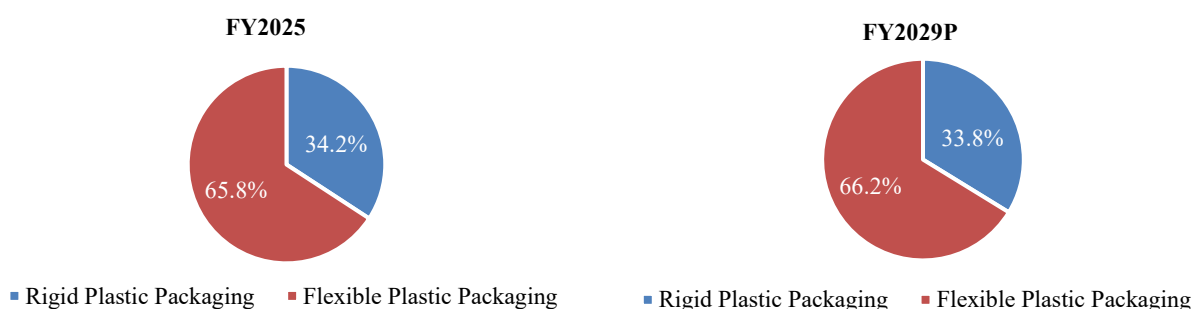 FY2025
34.2%
65.8%
Rigid Plastic Packaging Flexible Plastic Packaging
FY2029P
33.8%
66.2%
Rigid Plastic Packaging Flexible Plastic Packaging